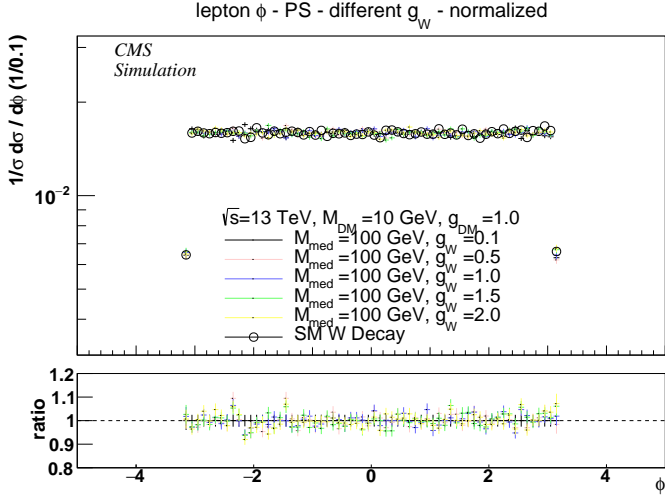 lepton ϕ - PS - different g_W - normalized
CMS
Simulation
1/σ dσ / dϕ (1/0.1)
10^−2
√s=13 TeV, M_DM=10 GeV, g_DM=1.0
M_med=100 GeV, g_W=0.1
M_med=100 GeV, g_W=0.5
M_med=100 GeV, g_W=1.0
M_med=100 GeV, g_W=1.5
M_med=100 GeV, g_W=2.0
SM W Decay
ratio
1.2
1.1
1
0.9
0.8
−4 −2 0 2 4
ϕ